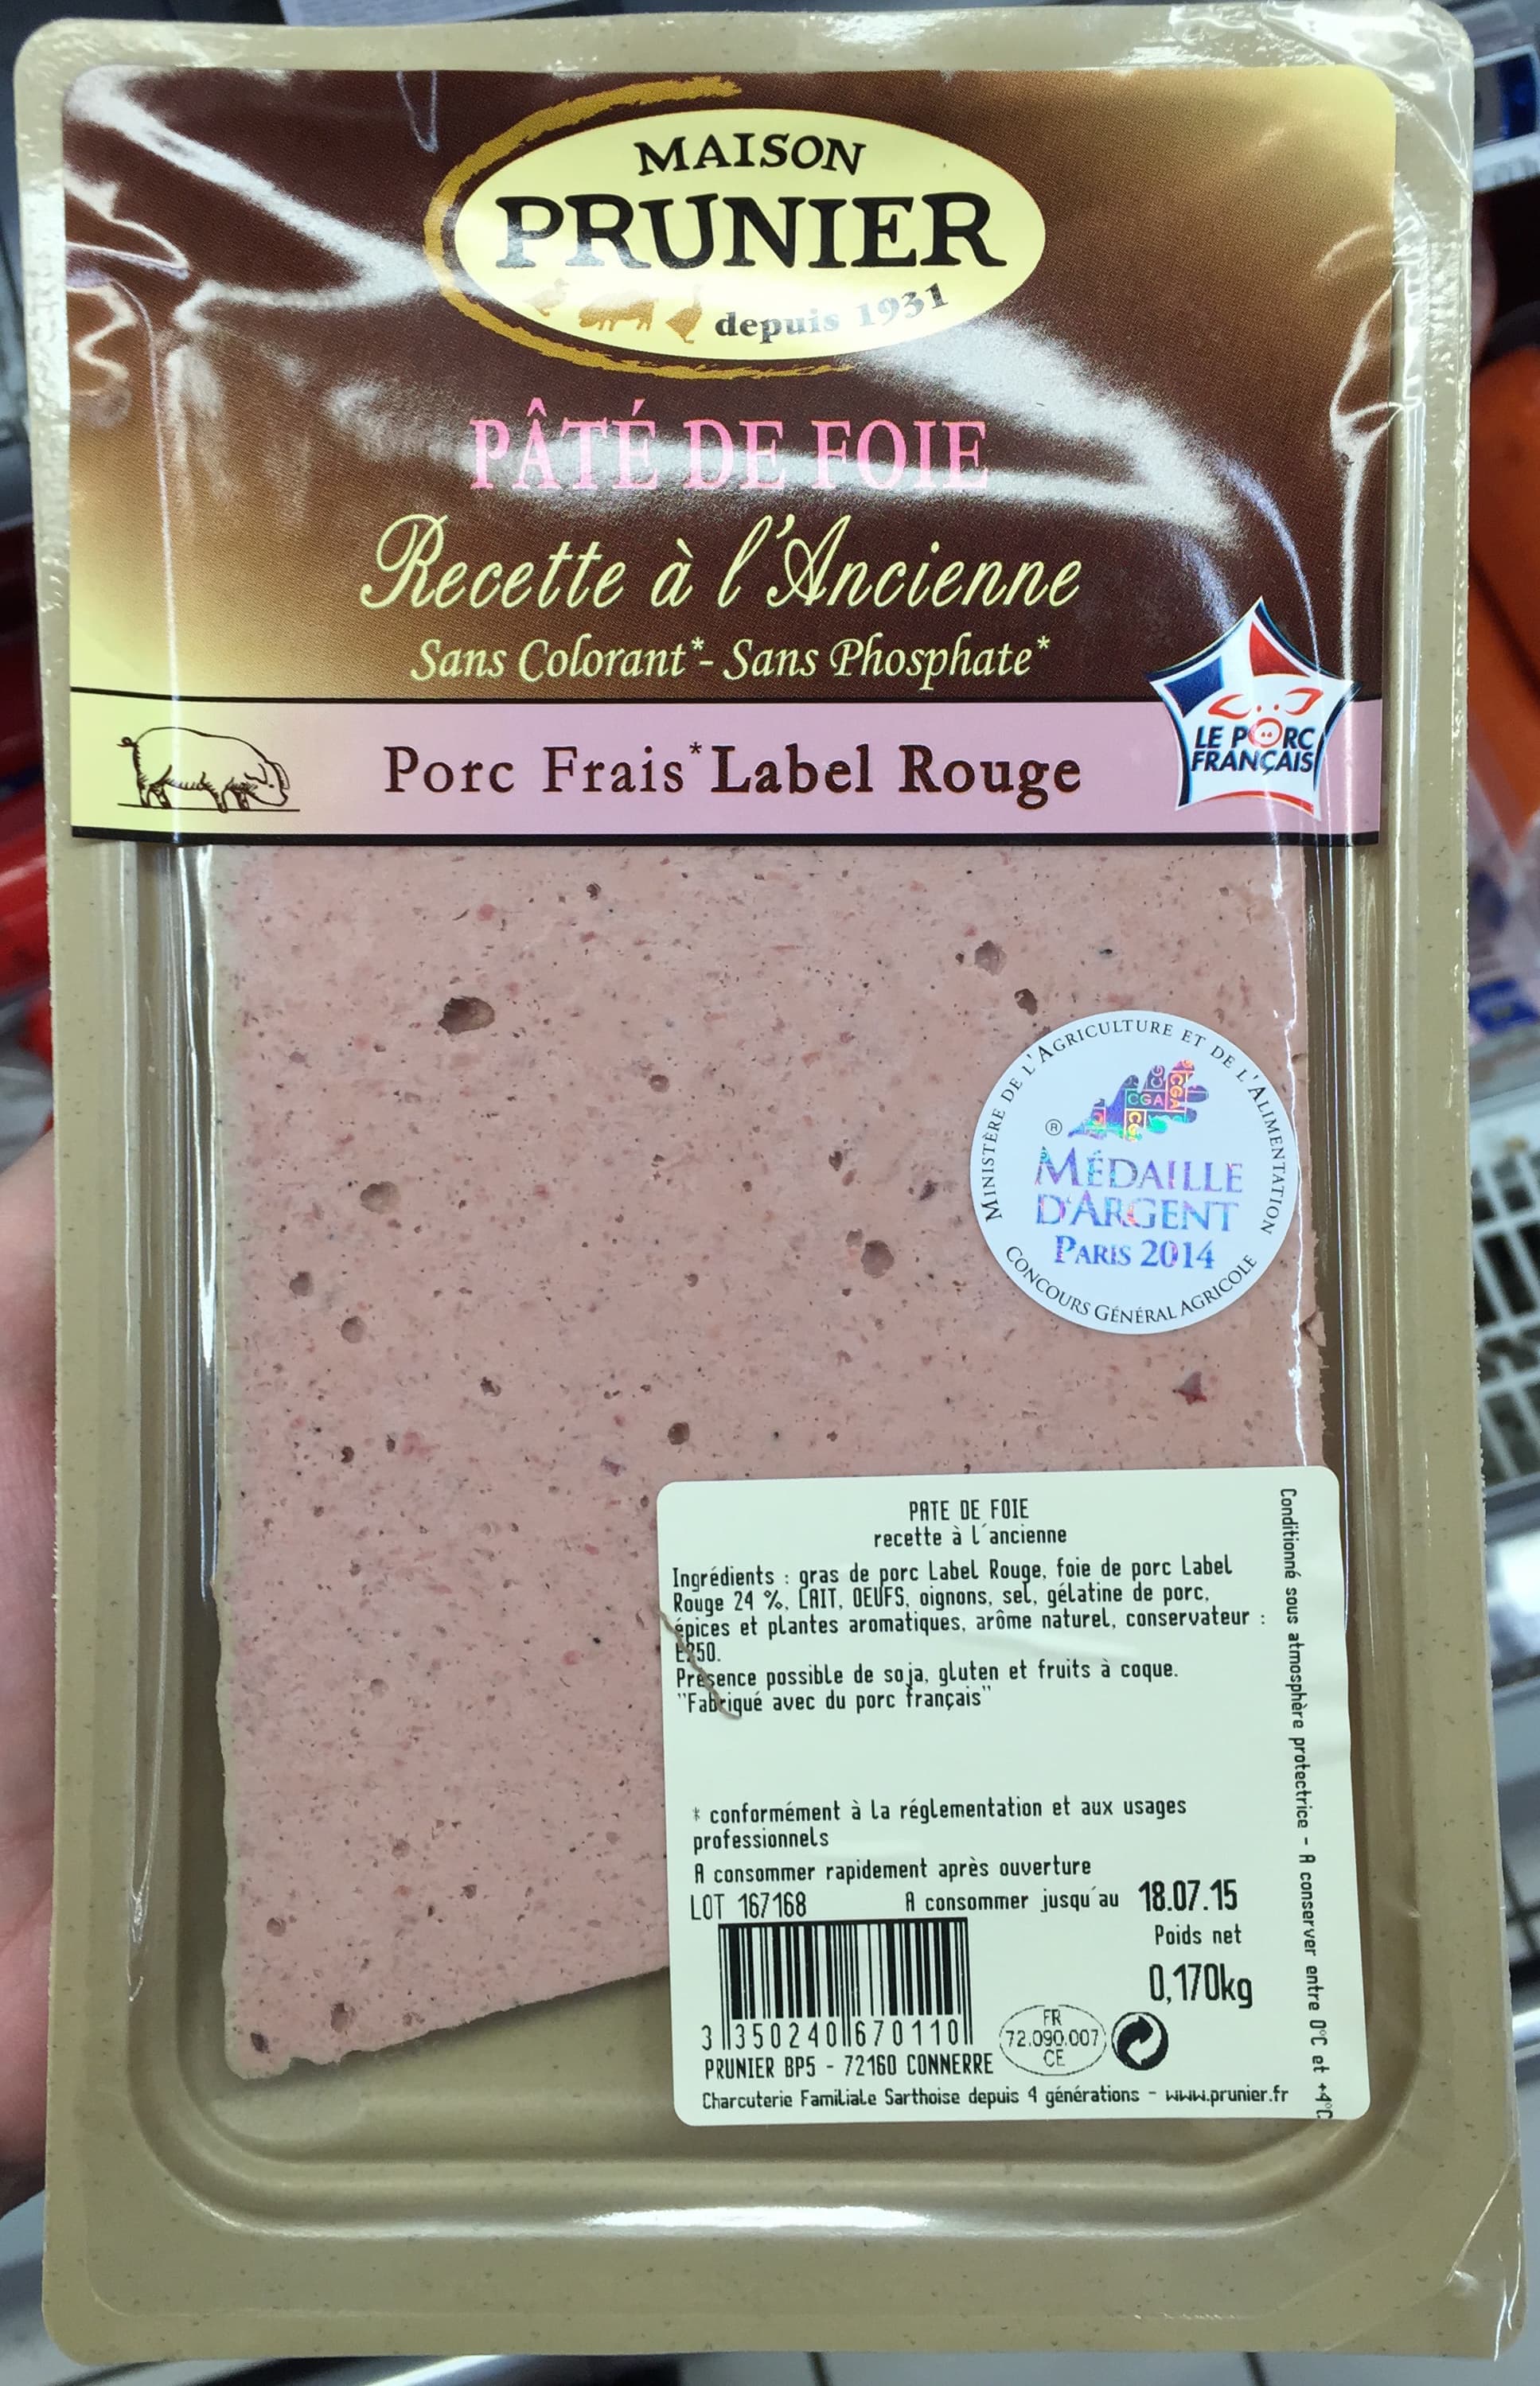 MAISON
PRUNIER
depuis 1931
PÂTÉ DE FOIE
Recette à l'Ancienne
Sans Colorant*- Sans Phosphate*
Porc Frais* Label Rouge
LE PORC
FRANÇAIS
MINISTÈRE DE L'AGRICULTURE ET DE L'ALIMENTATION
CGA
®
MÉDAILLE
D'ARGENT
PARIS 2014
CONCOURS GÉNÉRAL AGRICOLE
PATE DE FOIE
recette à l'ancienne
Ingrédients : gras de porc Label Rouge, foie de porc Label
Rouge 24 %, LAIT, OEUFS, oignons, sel, gélatine de porc,
épices et plantes aromatiques, arôme naturel, conservateur :
E250.
Présence possible de soja, gluten et fruits à coque.
"Fabriqué avec du porc français"
* conformément à la réglementation et aux usages
professionnels
A consommer rapidement après ouverture
LOT 167168 A consommer jusqu'au 18.07.15
Poids net
0,170kg
3 350240 670110
FR
72.090.007
CE
PRUNIER BP5 - 72160 CONNERRE
Charcuterie Familiale Sarthoise depuis 4 générations - www.prunier.fr
Conditionné sous atmosphère protectrice - A conserver entre 0°C et +4°C